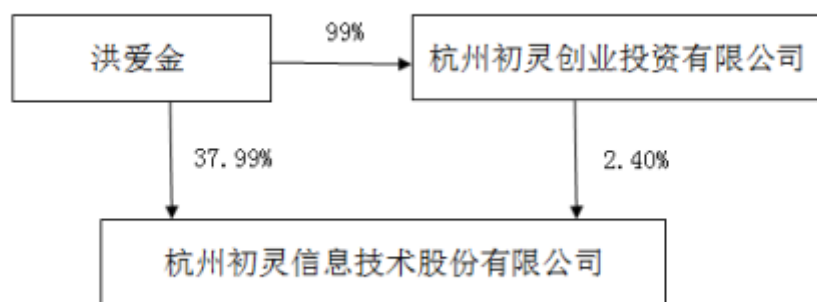 99%
洪爱金
杭州初灵创业投资有限公司
37.99%
2.40%
杭州初灵信息技术股份有限公司